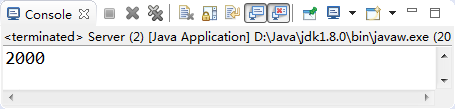 Console
<terminated> Server (2) [Java Application] D:\Java\jdk1.8.0\bin\javaw.exe (20
2000